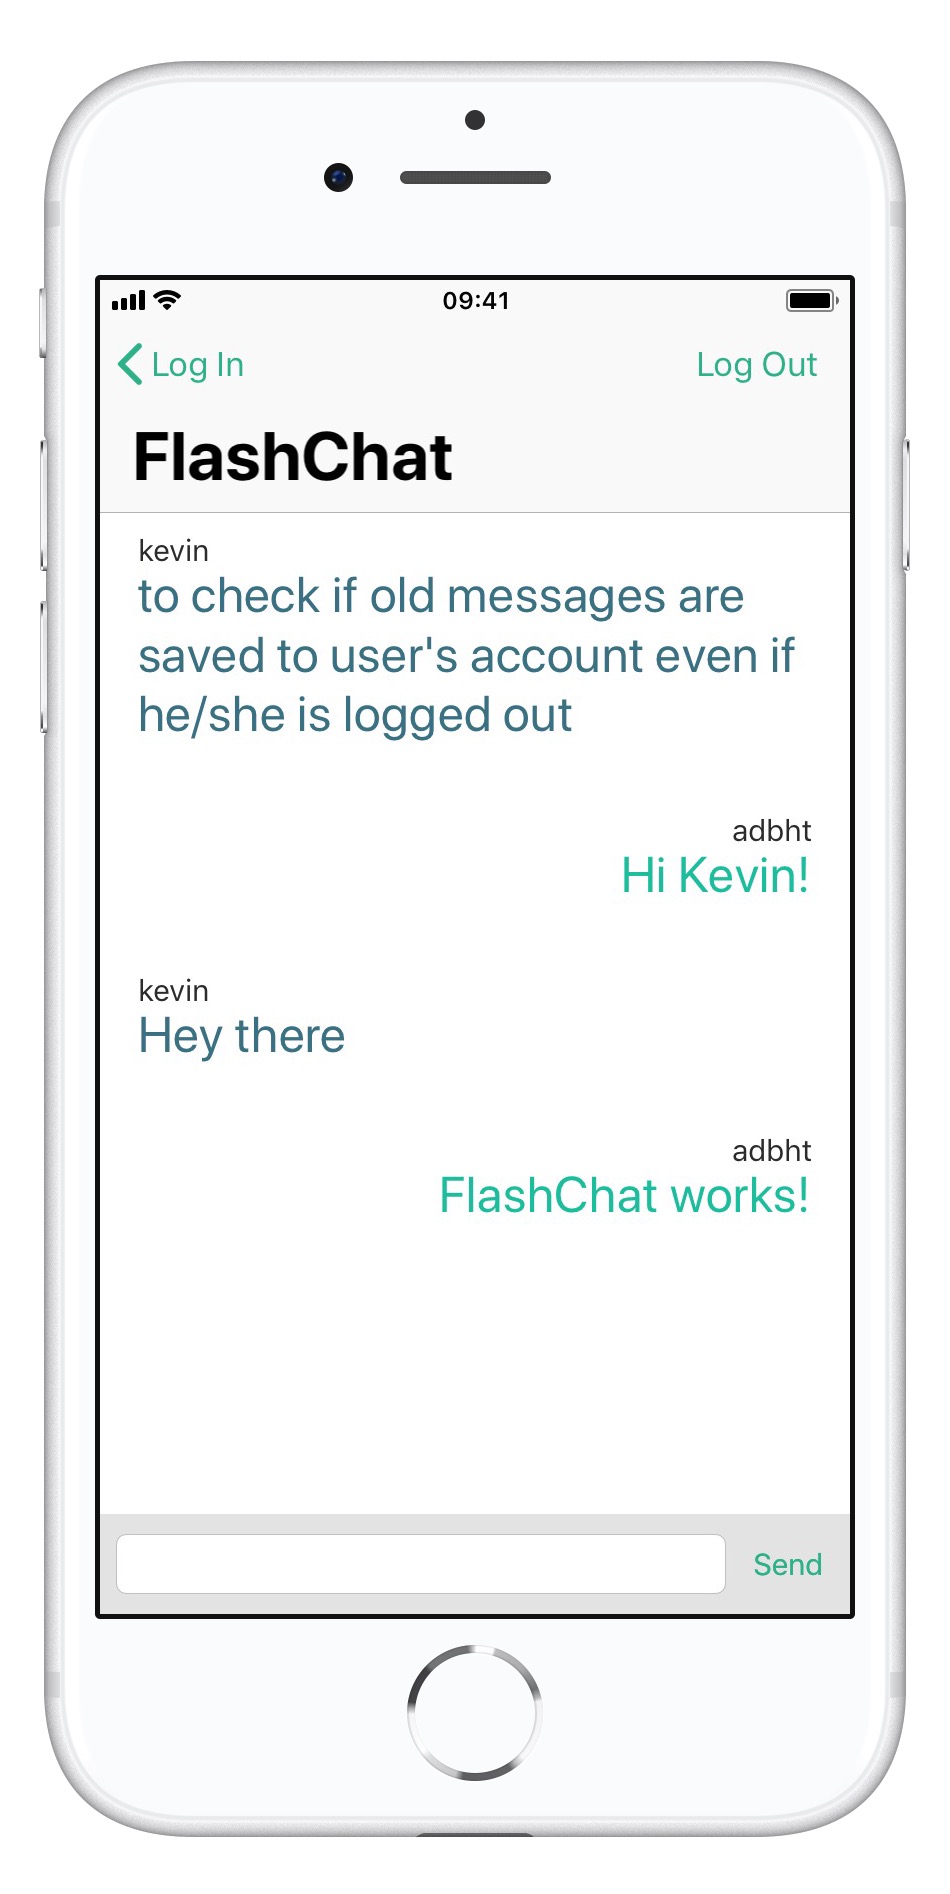 09:41
Log In
Log Out
FlashChat
kevin
to check if old messages are
saved to user's account even if
he/she is logged out
adbht
Hi Kevin!
kevin
Hey there
adbht
FlashChat works!
Send